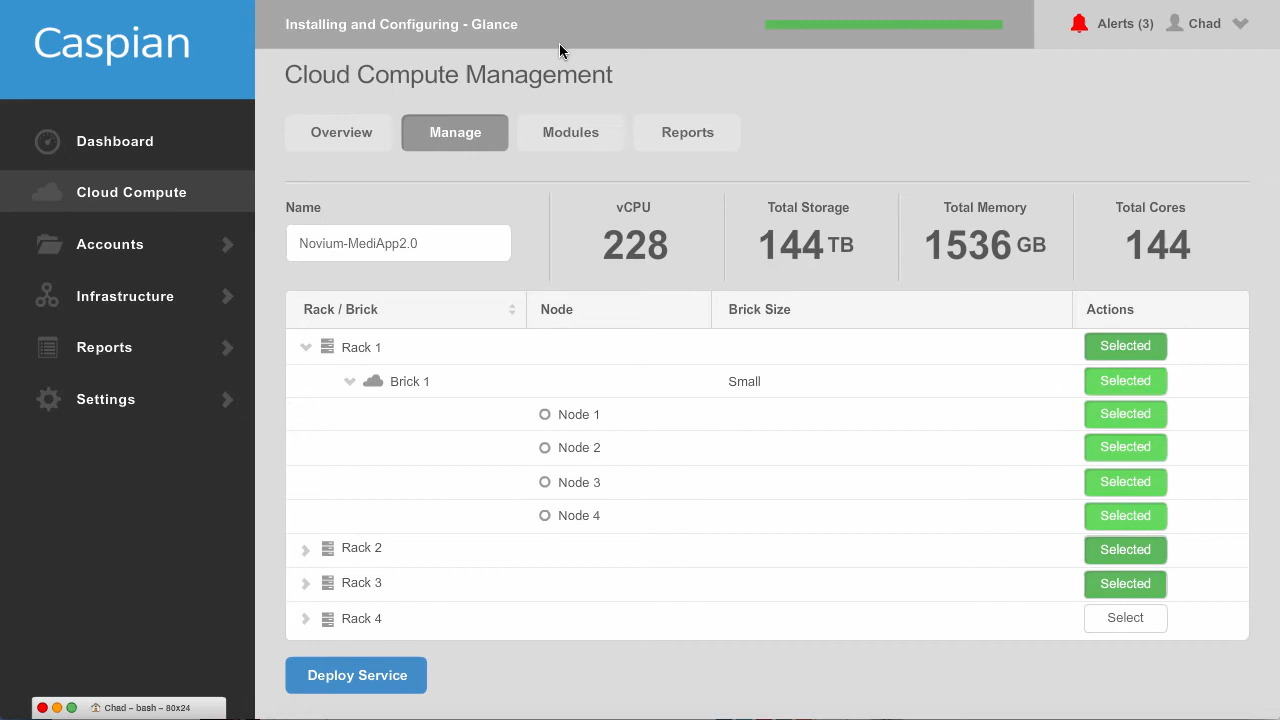 Caspian
Installing and Configuring - Glance
Alerts (3)
Chad
Cloud Compute Management
Overview
Manage
Modules
Reports
Dashboard
Cloud Compute
Accounts
Infrastructure
Reports
Settings
Name
vCPU
Total Storage
Total Memory
Total Cores
Novium-MediApp2.0
228
144 TB
1536 GB
144
Rack / Brick
Node
Brick Size
Actions
Rack 1
Selected
Brick 1
Small
Selected
Node 1
Selected
Node 2
Selected
Node 3
Selected
Node 4
Selected
Rack 2
Selected
Rack 3
Selected
Rack 4
Select
Deploy Service
Chad – bash – 80x24